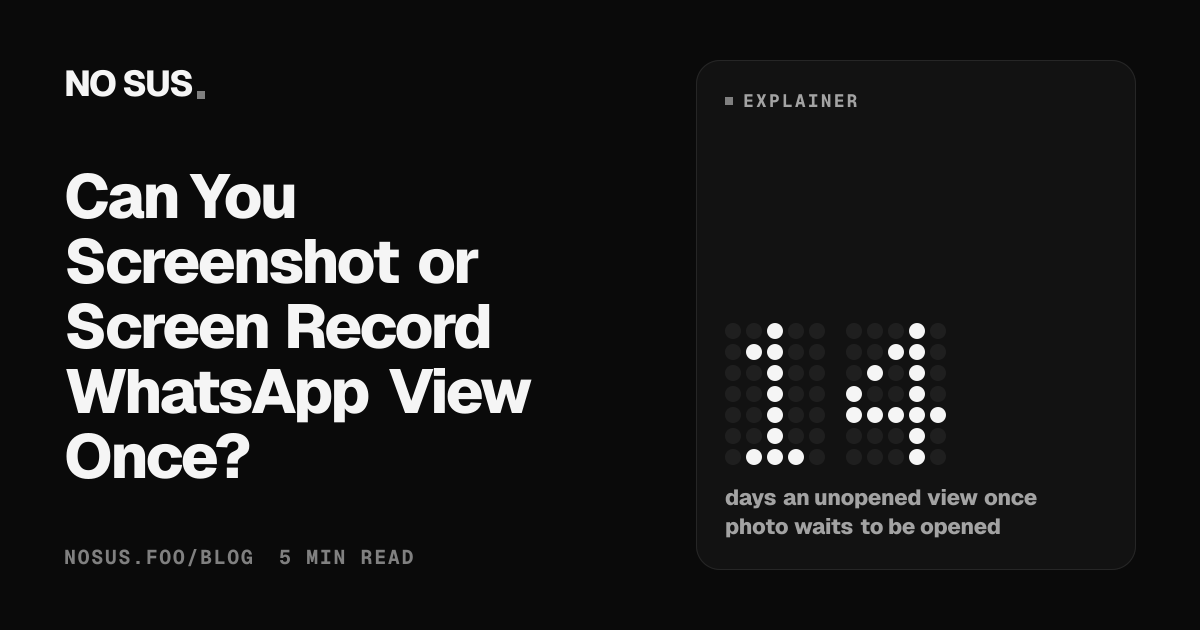 NO SUS.
Can You
Screenshot or
Screen Record
WhatsApp View
Once?
NOSUS.FOO/BLOG 5 MIN READ
EXPLAINER
14
days an unopened view once
photo waits to be opened